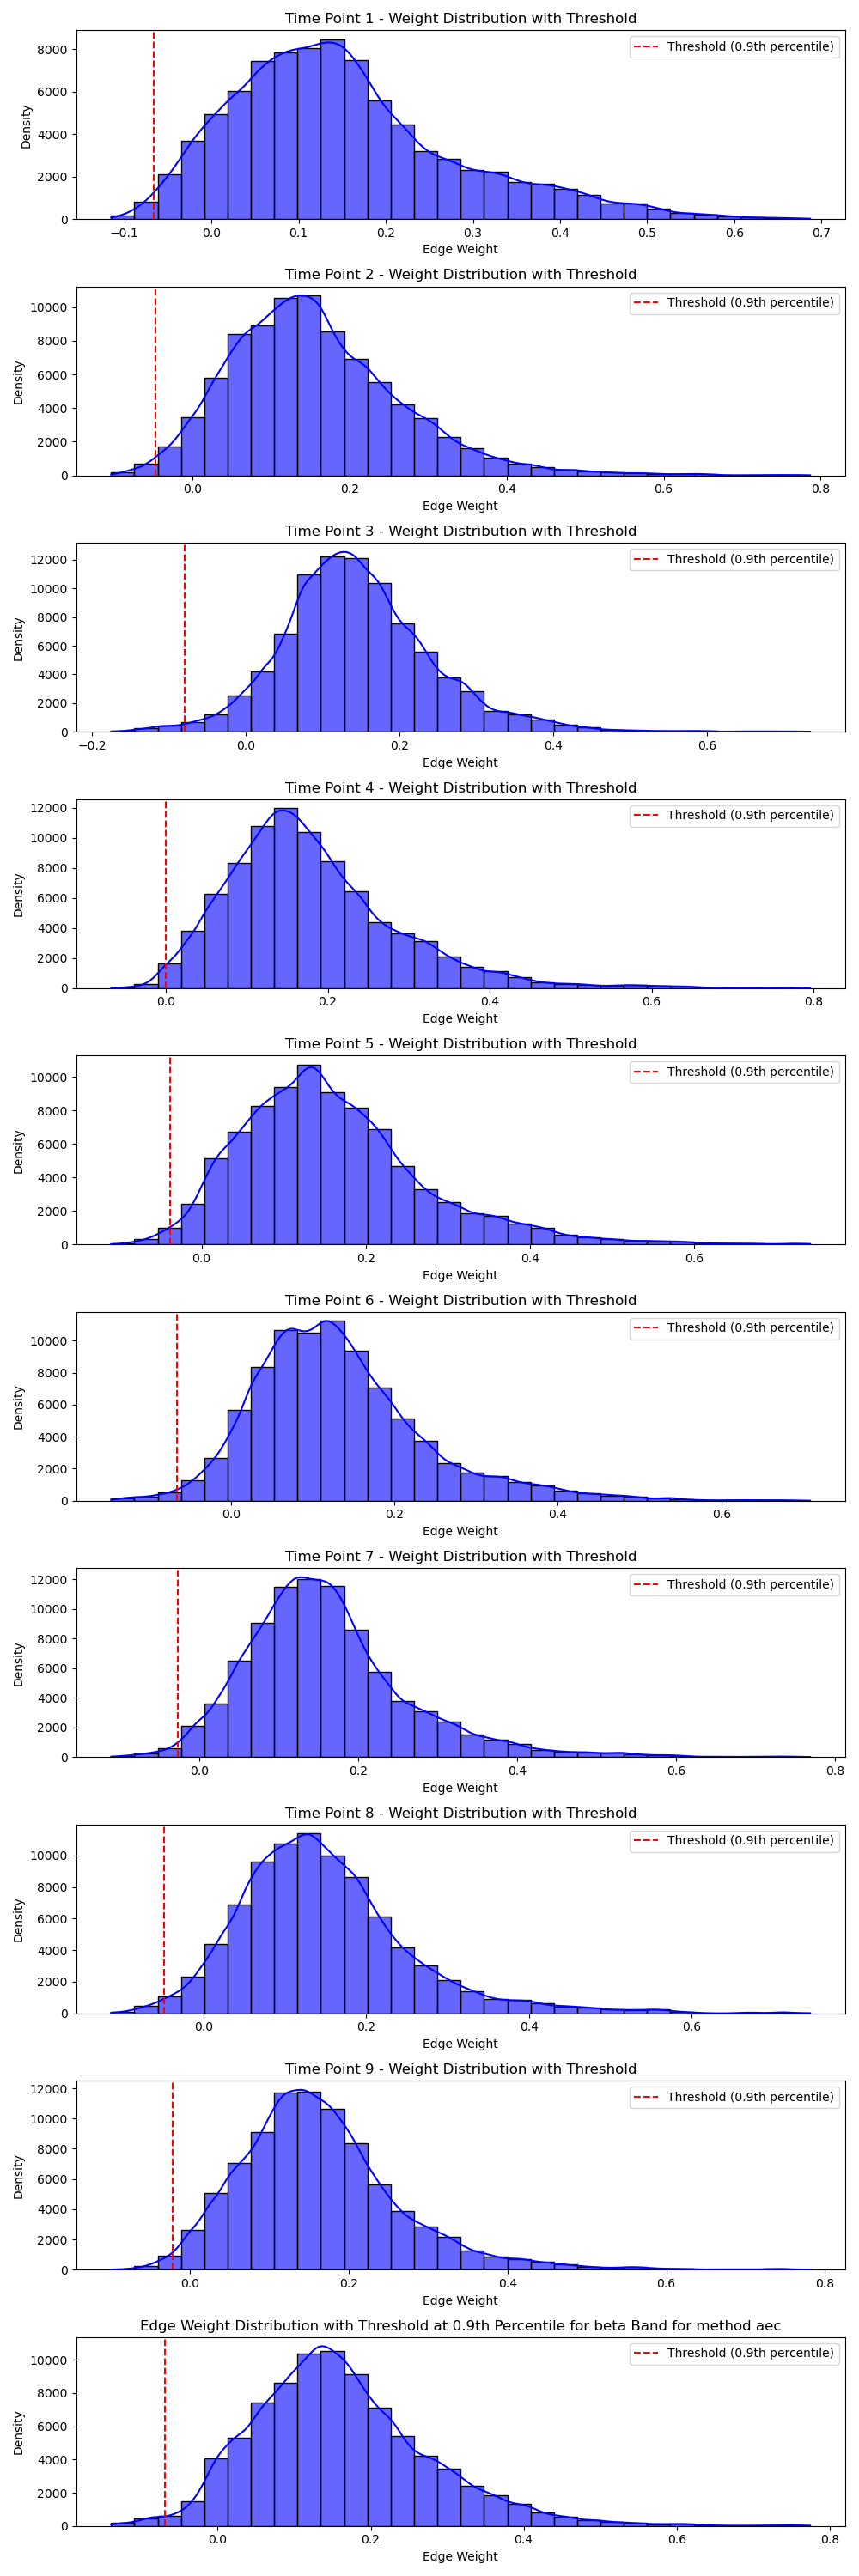 Time Point 1 - Weight Distribution with Threshold
Threshold (0.9th percentile)
8000
6000
4000
2000
0
Density
−0.1 0.0 0.1 0.2 0.3 0.4 0.5 0.6 0.7
Edge Weight
Time Point 2 - Weight Distribution with Threshold
Threshold (0.9th percentile)
10000
8000
6000
4000
2000
0
Density
0.0 0.2 0.4 0.6 0.8
Edge Weight
Time Point 3 - Weight Distribution with Threshold
Threshold (0.9th percentile)
12000
10000
8000
6000
4000
2000
0
Density
−0.2 0.0 0.2 0.4 0.6
Edge Weight
Time Point 4 - Weight Distribution with Threshold
Threshold (0.9th percentile)
12000
10000
8000
6000
4000
2000
0
Density
0.0 0.2 0.4 0.6 0.8
Edge Weight
Time Point 5 - Weight Distribution with Threshold
Threshold (0.9th percentile)
10000
8000
6000
4000
2000
0
Density
0.0 0.2 0.4 0.6
Edge Weight
Time Point 6 - Weight Distribution with Threshold
Threshold (0.9th percentile)
10000
8000
6000
4000
2000
0
Density
0.0 0.2 0.4 0.6
Edge Weight
Time Point 7 - Weight Distribution with Threshold
Threshold (0.9th percentile)
12000
10000
8000
6000
4000
2000
0
Density
0.0 0.2 0.4 0.6 0.8
Edge Weight
Time Point 8 - Weight Distribution with Threshold
Threshold (0.9th percentile)
10000
8000
6000
4000
2000
0
Density
0.0 0.2 0.4 0.6
Edge Weight
Time Point 9 - Weight Distribution with Threshold
Threshold (0.9th percentile)
12000
10000
8000
6000
4000
2000
0
Density
0.0 0.2 0.4 0.6 0.8
Edge Weight
Edge Weight Distribution with Threshold at 0.9th Percentile for beta Band for method aec
Threshold (0.9th percentile)
10000
8000
6000
4000
2000
0
Density
0.0 0.2 0.4 0.6 0.8
Edge Weight